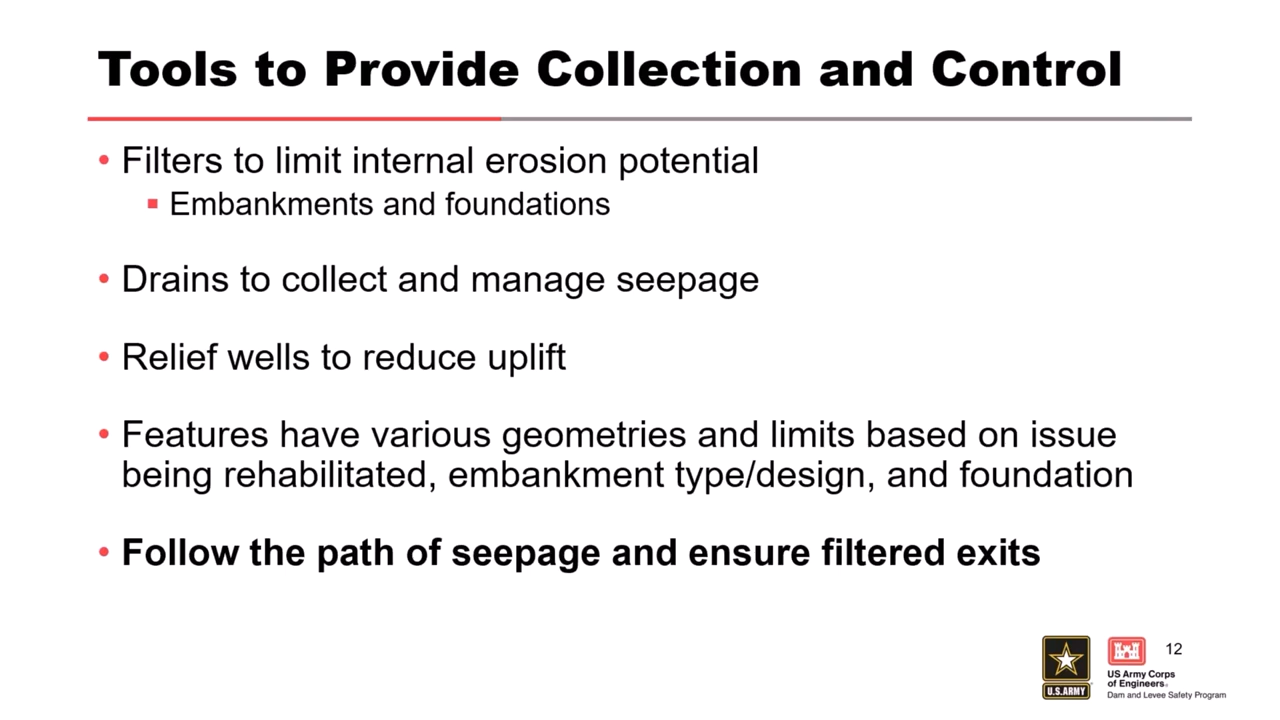 Tools to Provide Collection and Control
• Filters to limit internal erosion potential
▪ Embankments and foundations
• Drains to collect and manage seepage
• Relief wells to reduce uplift
• Features have various geometries and limits based on issue
being rehabilitated, embankment type/design, and foundation
• Follow the path of seepage and ensure filtered exits
12
U.S.ARMY
US Army Corps
of Engineers®
Dam and Levee Safety Program